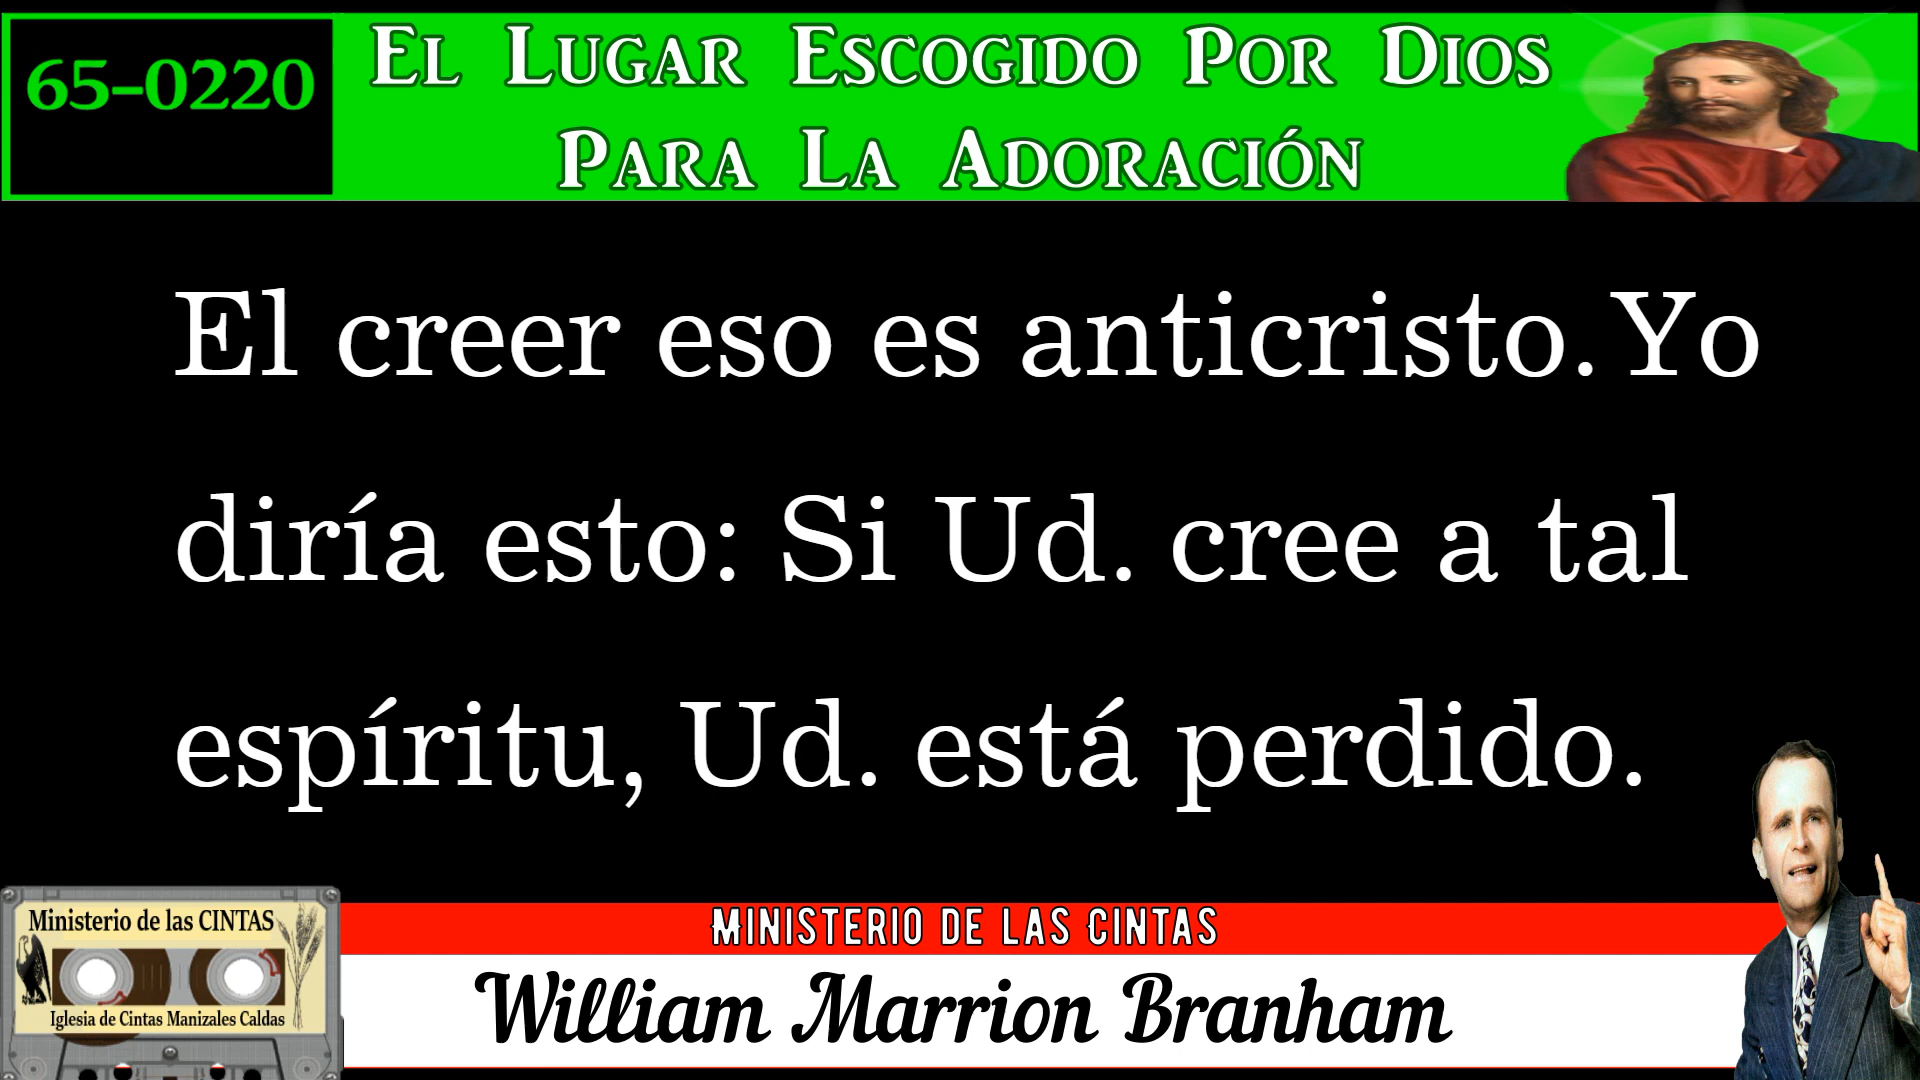 65-0220
El Lugar Escogido Por Dios
Para La Adoración
El creer eso es anticristo. Yo
diría esto: Si Ud. cree a tal
espíritu, Ud. está perdido.
Ministerio de las CINTAS
Iglesia de Cintas Manizales Caldas
MINISTERIO DE LAS CINTAS
William Marrion Branham